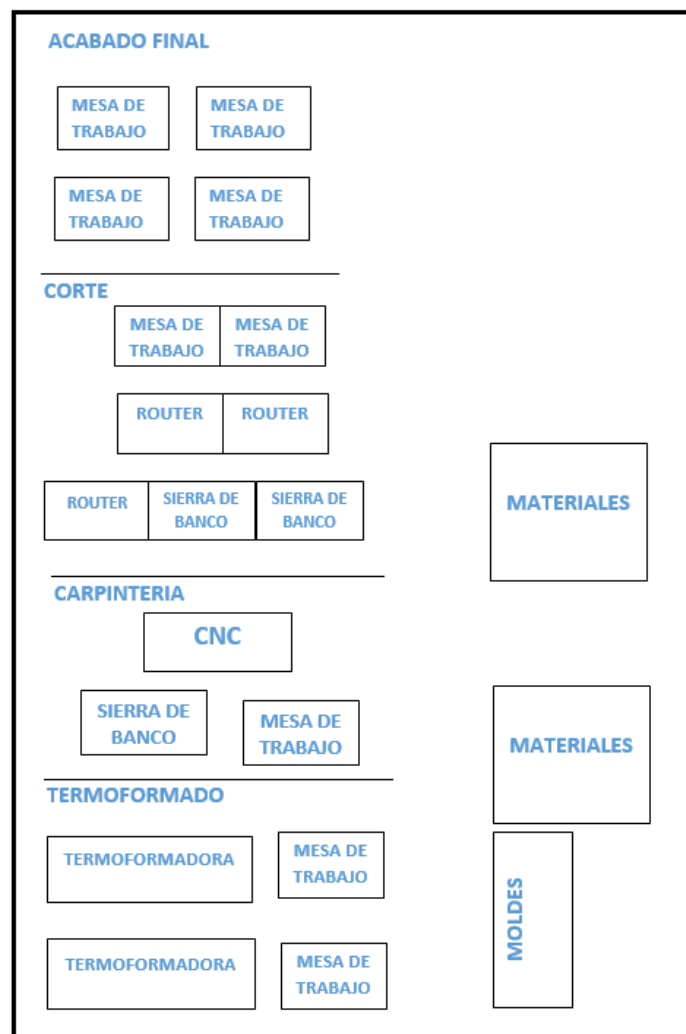 ACABADO FINAL
MESA DE
TRABAJO
MESA DE
TRABAJO
MESA DE
TRABAJO
MESA DE
TRABAJO
CORTE
MESA DE
TRABAJO
MESA DE
TRABAJO
ROUTER
ROUTER
ROUTER
SIERRA DE
BANCO
SIERRA DE
BANCO
MATERIALES
CARPINTERIA
CNC
SIERRA DE
BANCO
MESA DE
TRABAJO
MATERIALES
TERMOFORMADO
TERMOFORMADORA
MESA DE
TRABAJO
MOLDES
TERMOFORMADORA
MESA DE
TRABAJO